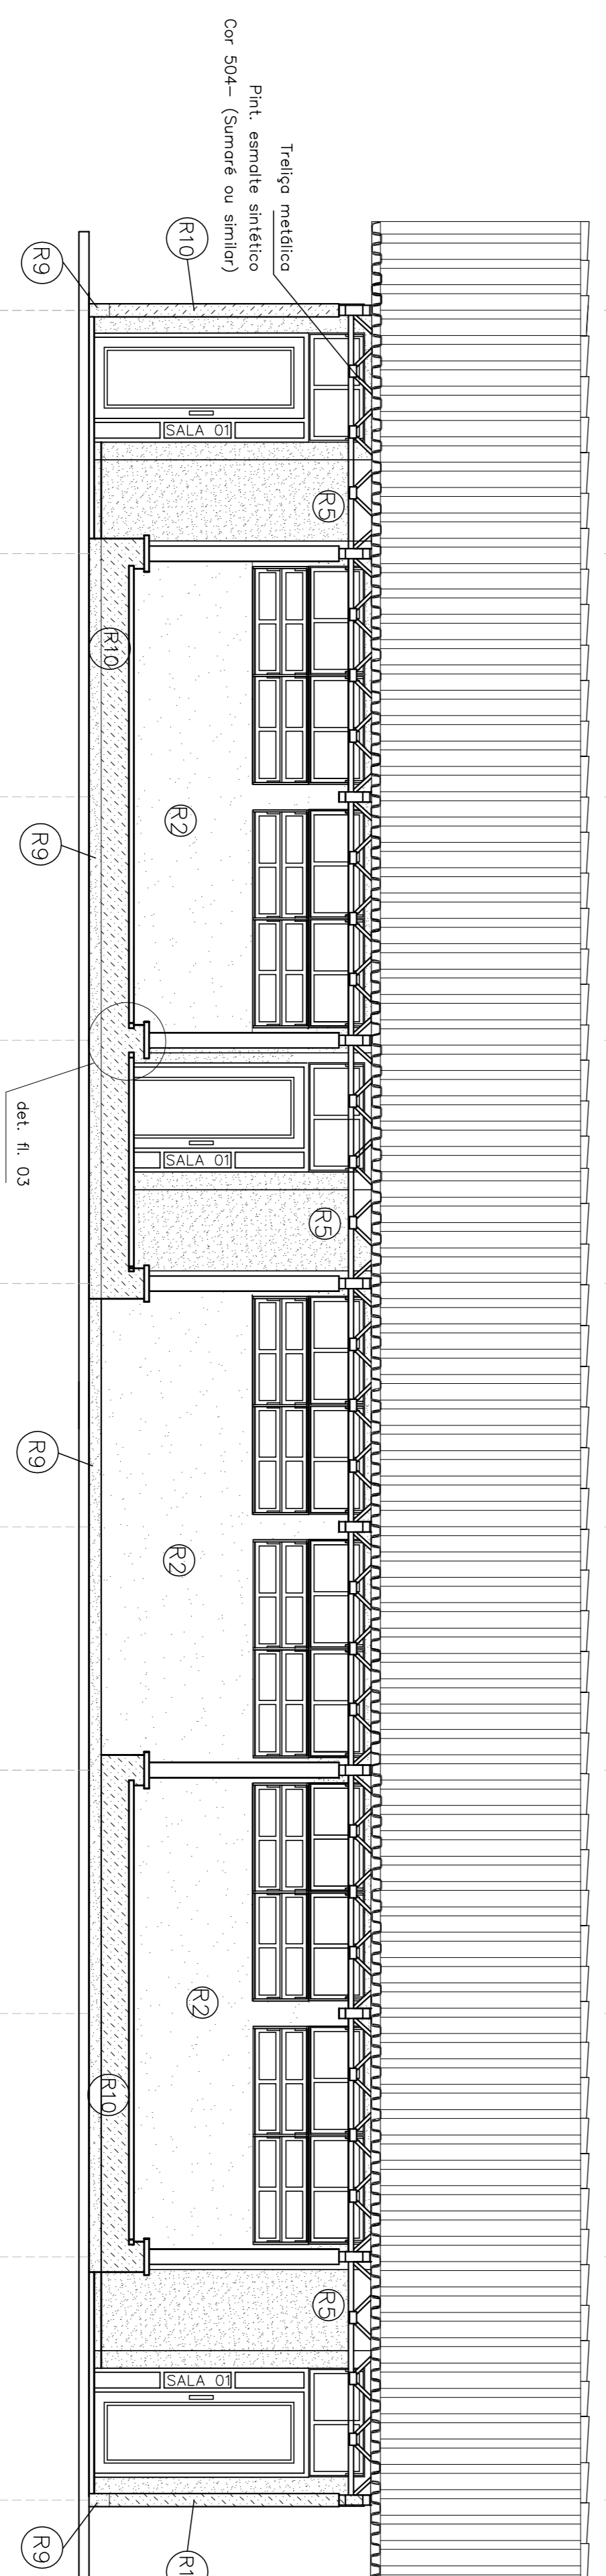 Treliça metálica
Pint. esmalte sintético
Cor 504– (Sumaré ou similar)
R10
R9
SALA 01
R5
R10
R2
R9
det. fl. 03
SALA 01
R5
R9
R2
R2
R10
R5
SALA 01
R9